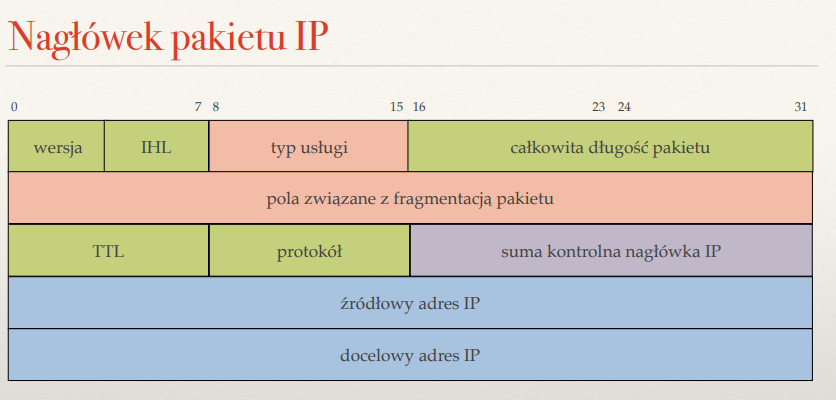 Nagłówek pakietu IP
0 7 8 15 16 23 24 31
wersja IHL typ usługi całkowita długość pakietu
pola związane z fragmentacją pakietu
TTL protokół suma kontrolna nagłówka IP
źródłowy adres IP
docelowy adres IP